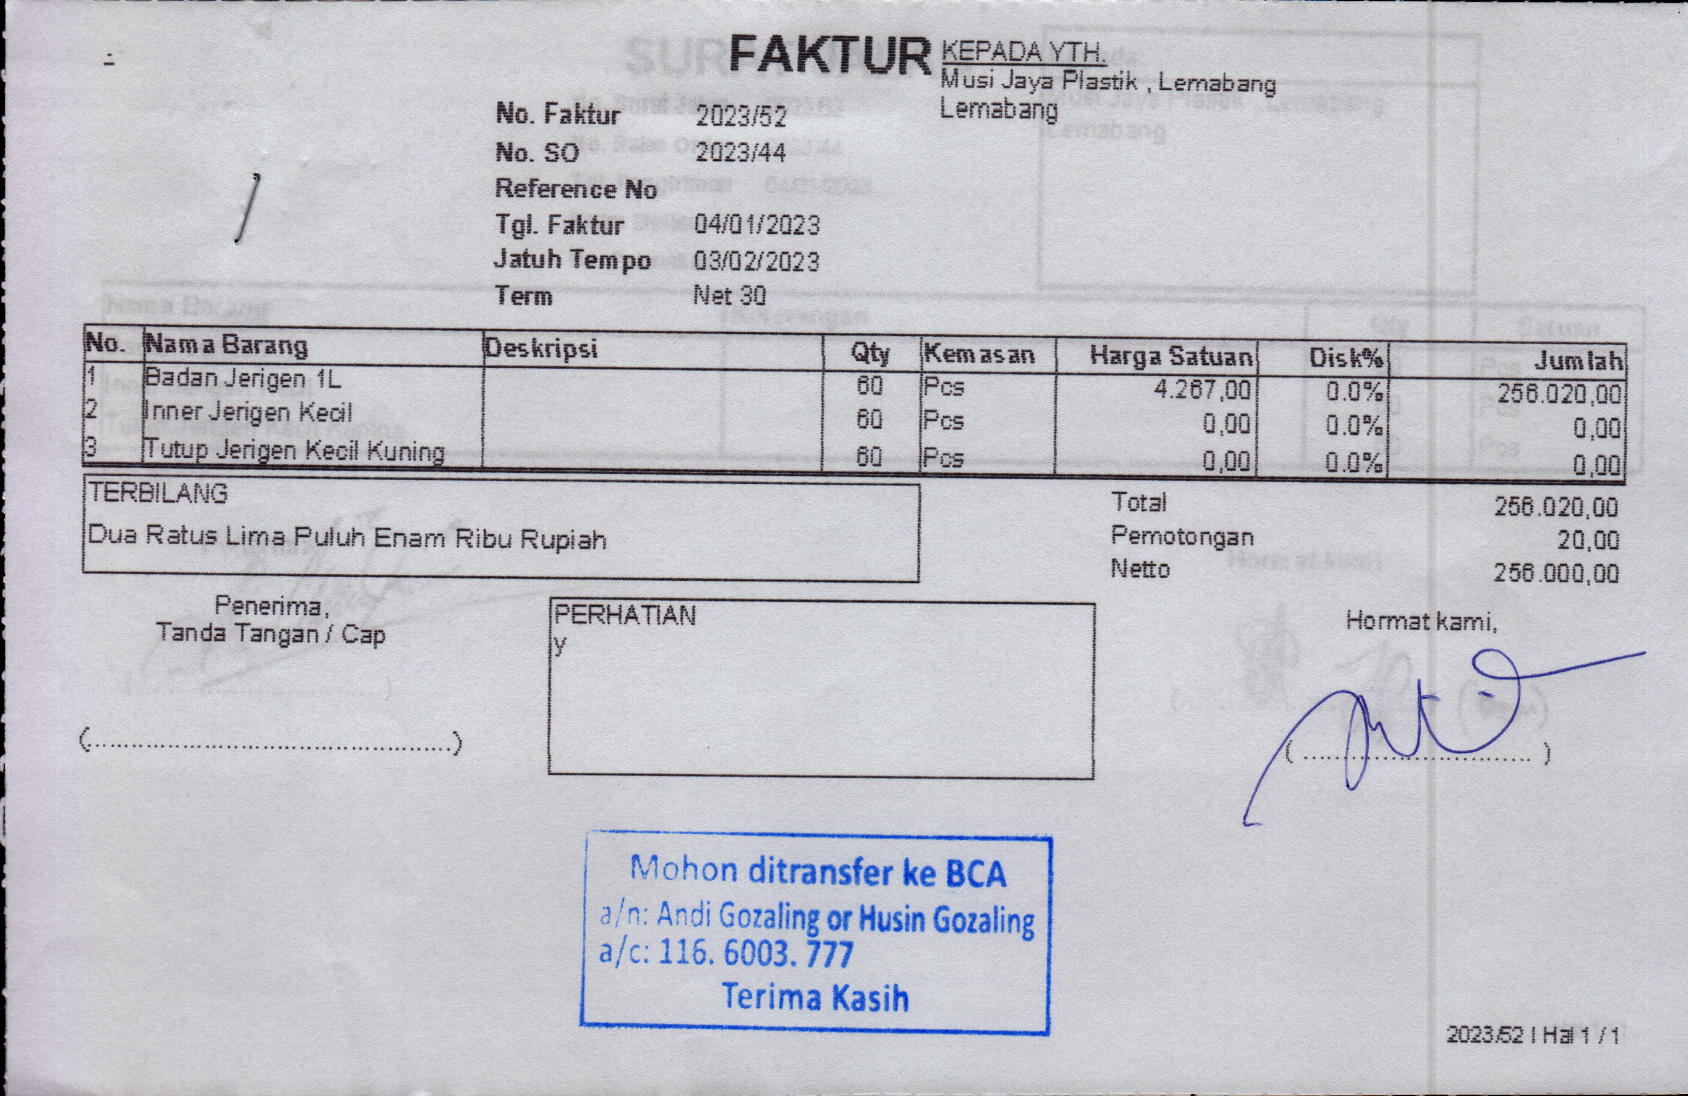 FAKTUR
KEPADA YTH.
Musi Jaya Plastik , Lemabang
Lemabang
No. Faktur 2023/52
No. SO 2023/44
Reference No
Tgl. Faktur 04/01/2023
Jatuh Tempo 03/02/2023
Term Net 30
No. Nama Barang Deskripsi Qty Kemasan Harga Satuan Disk% Jumlah
1 Badan Jerigen 1L 60 Pcs 4.267,00 0.0% 256.020,00
2 Inner Jerigen Kecil 60 Pcs 0,00 0.0% 0,00
3 Tutup Jerigen Kecil Kuning 60 Pcs 0,00 0.0% 0,00
TERBILANG
Dua Ratus Lima Puluh Enam Ribu Rupiah
Total 256.020,00
Pemotongan 20,00
Netto 256.000,00
Penerima,
Tanda Tangan / Cap
(................................................)
PERHATIAN
y
Hormat kami,
(..............................)
Mohon ditransfer ke BCA
a/n: Andi Gozaling or Husin Gozaling
a/c: 116. 6003. 777
Terima Kasih
2023/52 | Hal 1 / 1